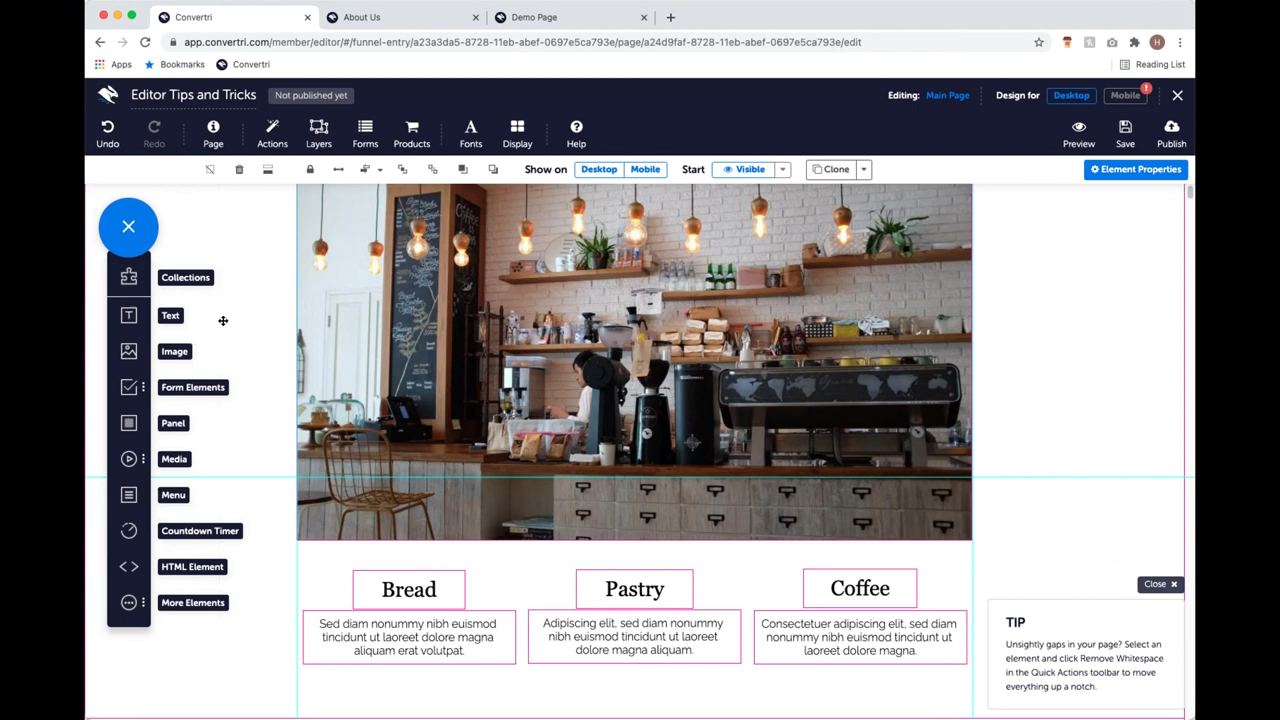 Convertri
About Us
Demo Page
app.convertri.com/member/editor/#/funnel-entry/a23a3da5-8728-11eb-abef-0697e5ca793e/page/a24d9faf-8728-11eb-abef-0697e5ca793e/edit
H
Apps
Bookmarks
Convertri
Reading List
Editor Tips and Tricks
Not published yet
Editing: Main Page
Design for
Desktop
Mobile
!
Undo
Redo
Page
Actions
Layers
Forms
Products
Fonts
Display
Help
Preview
Save
Publish
Show on
Desktop
Mobile
Start
Visible
Clone
Element Properties
Collections
Text
Image
Form Elements
Panel
Media
Menu
Countdown Timer
HTML Element
More Elements
Coffee
Bread
Pastry
Coffee
Sed diam nonummy nibh euismod
tincidunt ut laoreet dolore magna
aliquam erat volutpat.
Adipiscing elit, sed diam nonummy
nibh euismod tincidunt ut laoreet
dolore magna aliquam.
Consectetuer adipiscing elit, sed diam
nonummy nibh euismod tincidunt ut
laoreet dolore magna.
Close
TIP
Unsightly gaps in your page? Select an
element and click Remove Whitespace
in the Quick Actions toolbar to move
everything up a notch.